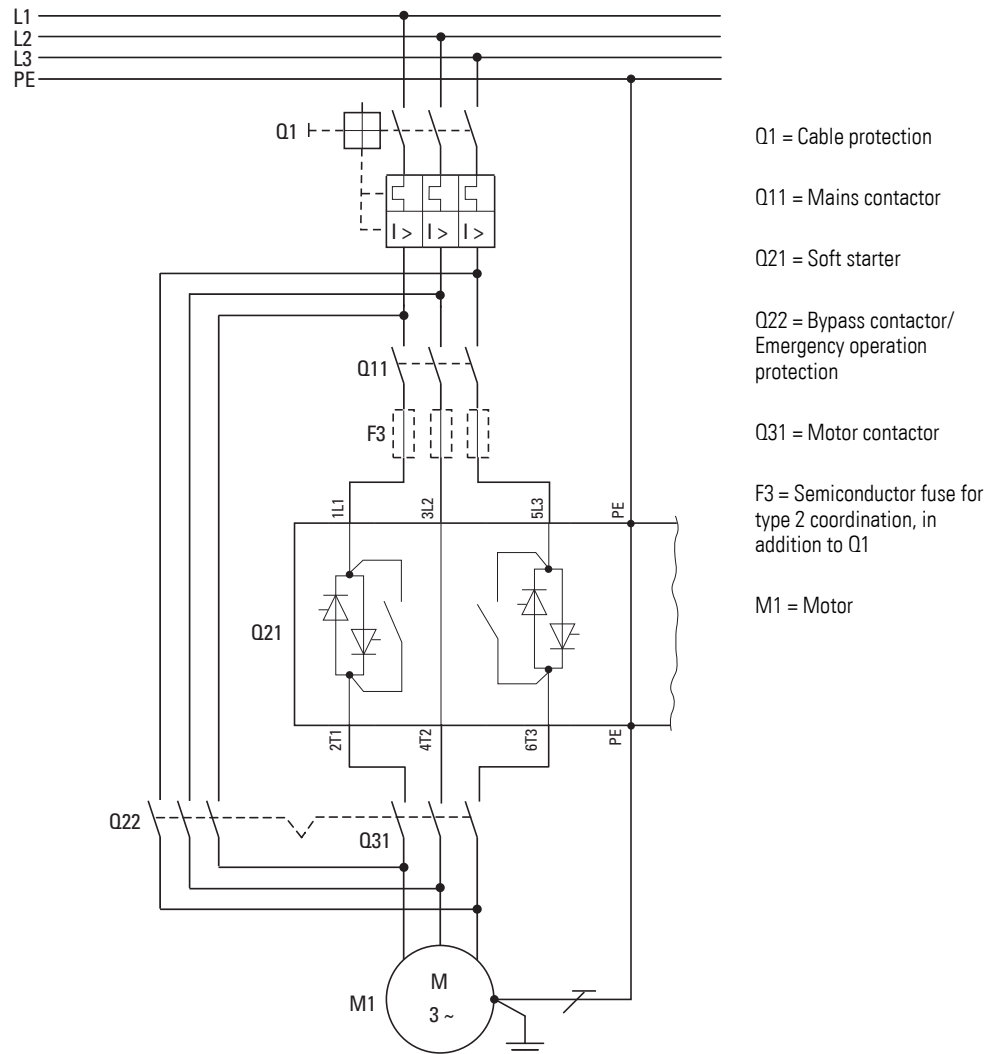 L1
L2
L3
PE
Q1
I > I > I >
Q11
F3
1L1 3L2 5L3 PE
Q21
2T1 4T2 6T3 PE
Q22
Q31
M1
M
3 ~
Q1 = Cable protection
Q11 = Mains contactor
Q21 = Soft starter
Q22 = Bypass contactor/
Emergency operation
protection
Q31 = Motor contactor
F3 = Semiconductor fuse for
type 2 coordination, in
addition to Q1
M1 = Motor